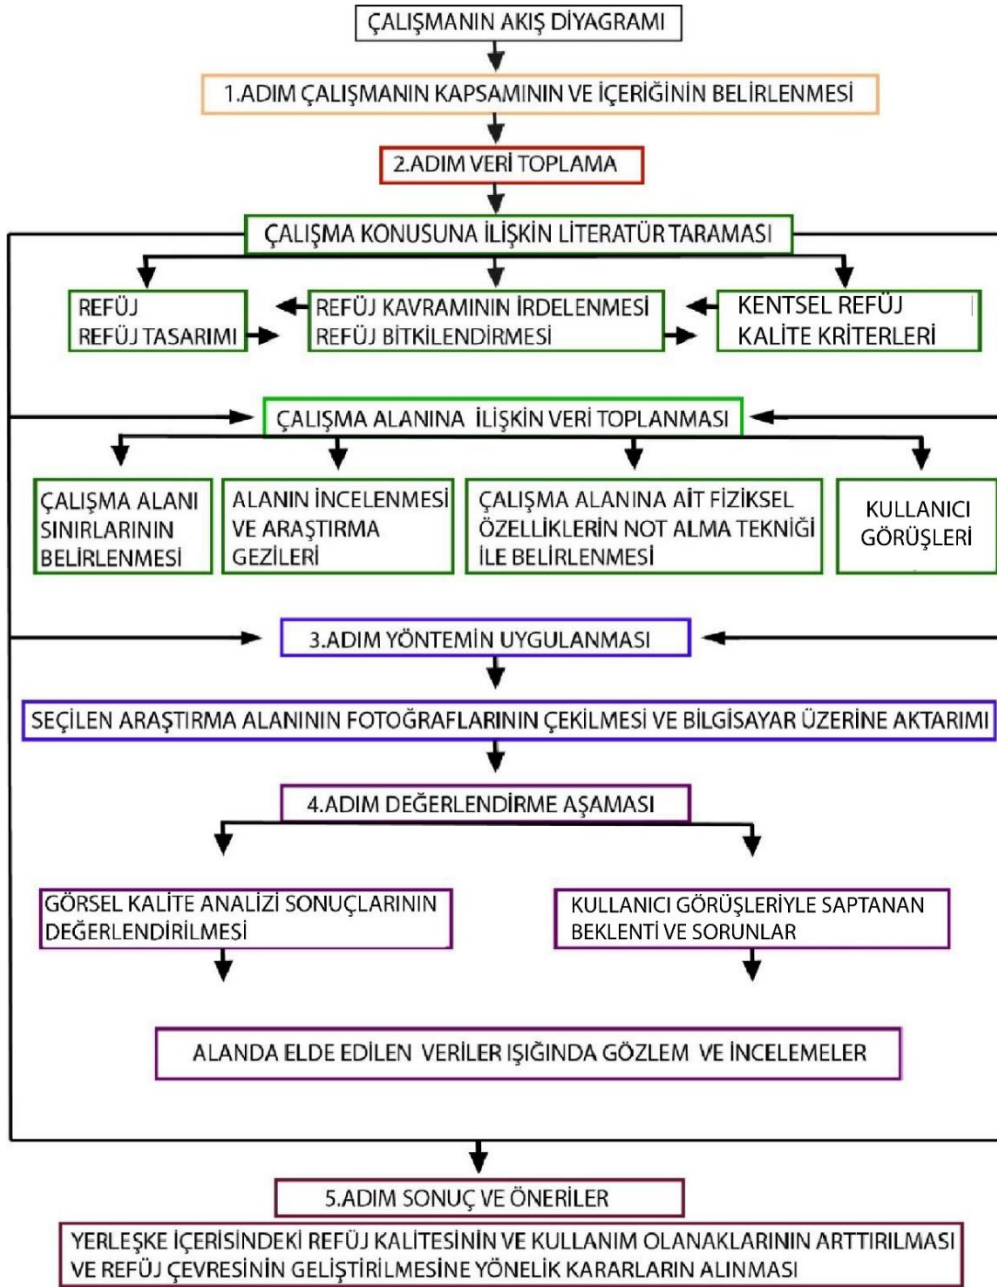 ÇALIŞMANIN AKIŞ DİYAGRAMI
1.ADIM ÇALIŞMANIN KAPSAMININ VE İÇERİĞİNİN BELİRLENMESİ
2.ADIM VERİ TOPLAMA
ÇALIŞMA KONUSUNA İLİŞKİN LİTERATÜR TARAMASI
REFÜJ
REFÜJ TASARIMI
REFÜJ KAVRAMININ İRDELENMESİ
REFÜJ BİTKİLENDİRMESİ
KENTSEL REFÜJ
KALİTE KRİTERLERİ
ÇALIŞMA ALANINA İLİŞKİN VERİ TOPLANMASI
ÇALIŞMA ALANI
SINIRLARININ
BELİRLENMESİ
ALANIN İNCELENMESİ
VE ARAŞTIRMA
GEZİLERİ
ÇALIŞMA ALANINA AİT FİZİKSEL
ÖZELLİKLERİN NOT ALMA TEKNİĞİ
İLE BELİRLENMESİ
KULLANICI
GÖRÜŞLERİ
3.ADIM YÖNTEMİN UYGULANMASI
SEÇİLEN ARAŞTIRMA ALANININ FOTOĞRAFLARININ ÇEKİLMESİ VE BİLGİSAYAR ÜZERİNE AKTARIMI
4.ADIM DEĞERLENDİRME AŞAMASI
GÖRSEL KALİTE ANALİZİ SONUÇLARININ
DEĞERLENDİRİLMESİ
KULLANICI GÖRÜŞLERİYLE SAPTANAN
BEKLENTİ VE SORUNLAR
ALANDA ELDE EDİLEN VERİLER IŞIĞINDA GÖZLEM VE İNCELEMELER
5.ADIM SONUÇ VE ÖNERİLER
YERLEŞKE İÇERİSİNDEKİ REFÜJ KALİTESİNİN VE KULLANIM OLANAKLARININ ARTTIRILMASI
VE REFÜJ ÇEVRESİNİN GELİŞTİRİLMESİNE YÖNELİK KARARLARIN ALINMASI